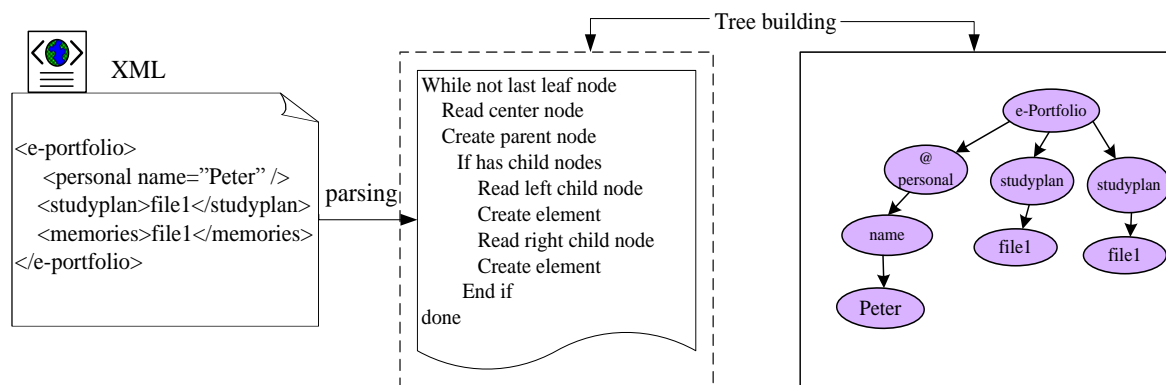 Tree building
XML
<e-portfolio>
<personal name=”Peter” />
<studyplan>file1</studyplan>
<memories>file1</memories>
</e-portfolio>
parsing
While not last leaf node
Read center node
Create parent node
If has child nodes
Read left child node
Create element
Read right child node
Create element
End if
done
e-Portfolio
@
personal
studyplan
studyplan
name
file1
file1
Peter